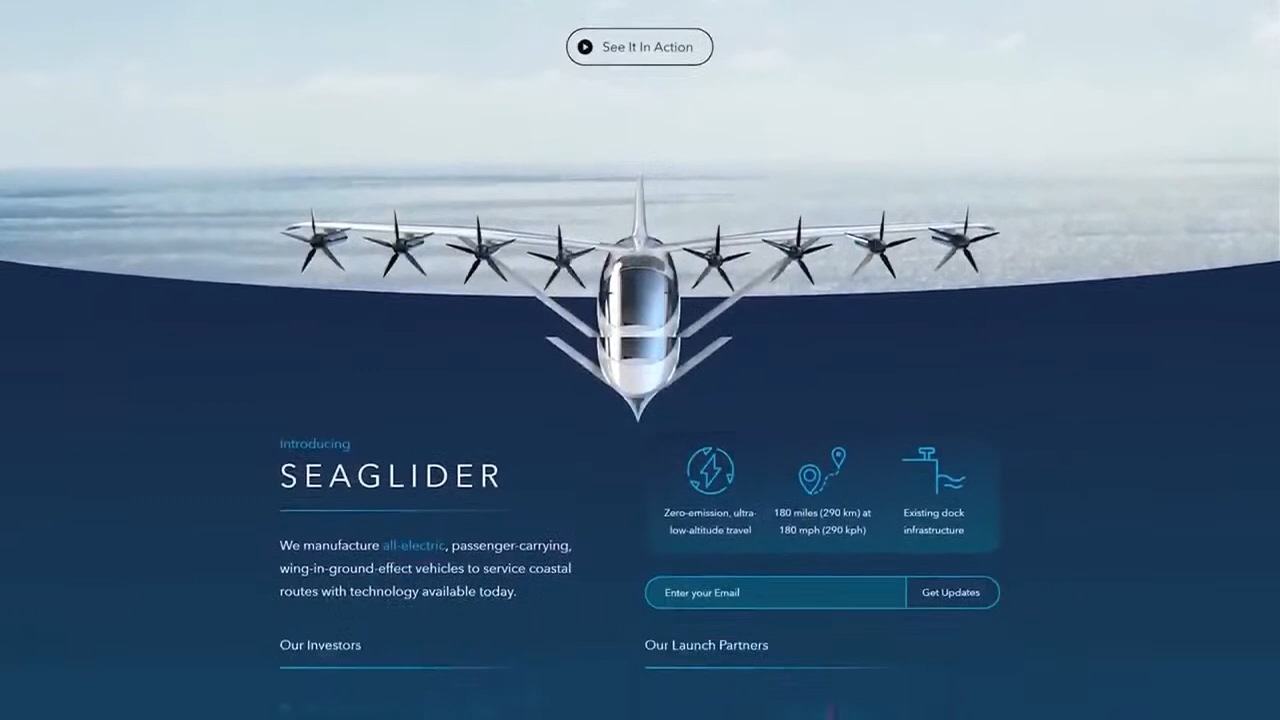 See It In Action
Introducing
SEAGLIDER
We manufacture all-electric, passenger-carrying,
wing-in-ground-effect vehicles to service coastal
routes with technology available today.
Zero-emission, ultra-
low-altitude travel
180 miles (290 km) at
180 mph (290 kph)
Existing dock
infrastructure
Enter your Email
Get Updates
Our Investors
Our Launch Partners